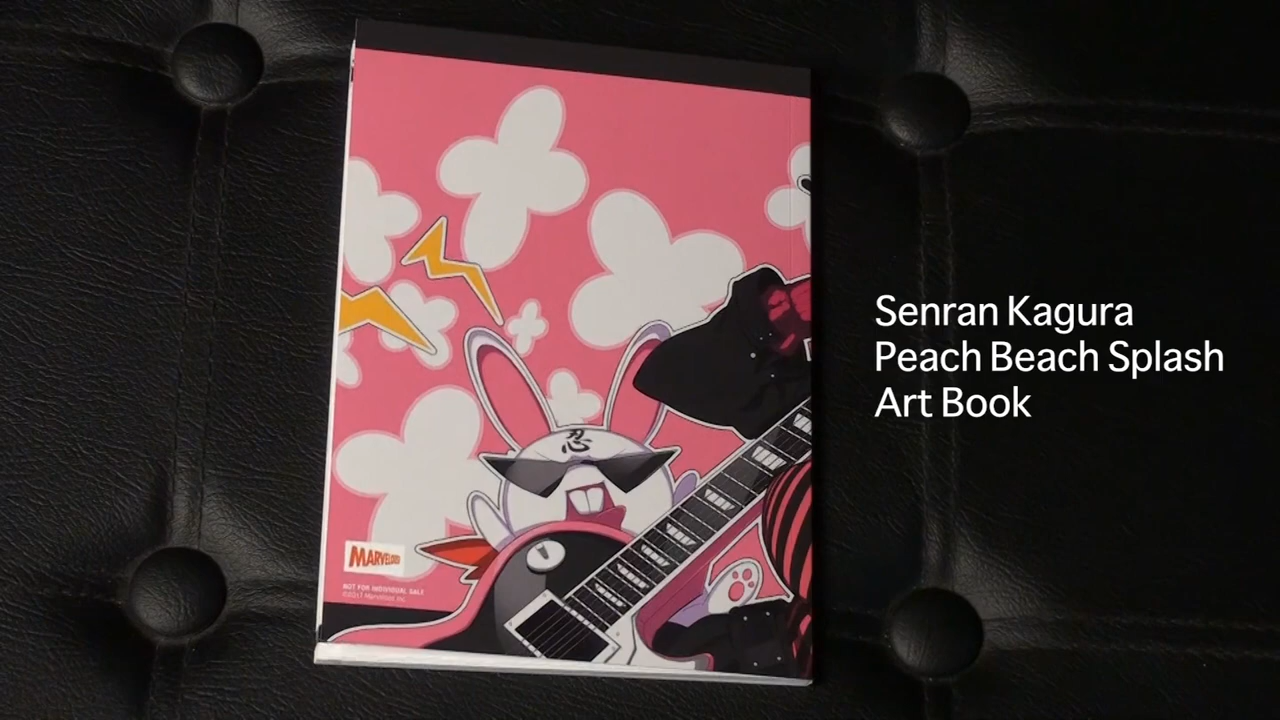 忍
MARVELOUS!
NOT FOR INDIVIDUAL SALE
©2017 Marvelous Inc.
Senran Kagura
Peach Beach Splash
Art Book